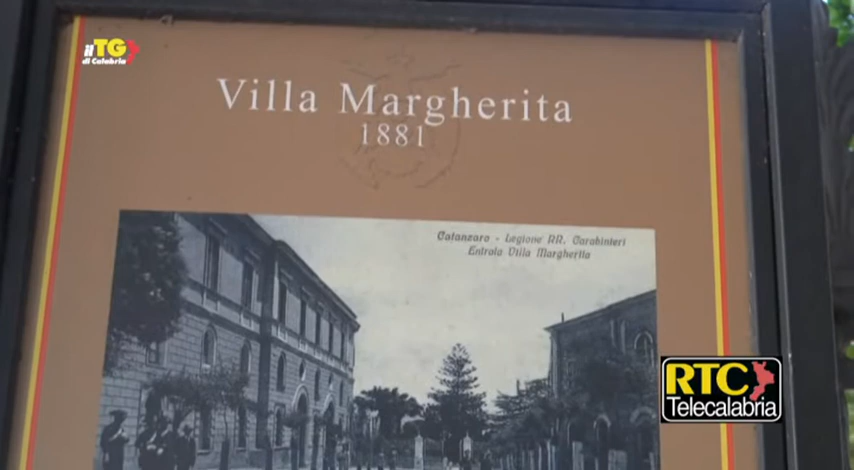 il TG
di Calabria
Villa Margherita
1881
Catanzaro - Legione RR. Carabinieri
Entrata Villa Margherita
RTC
Telecalabria